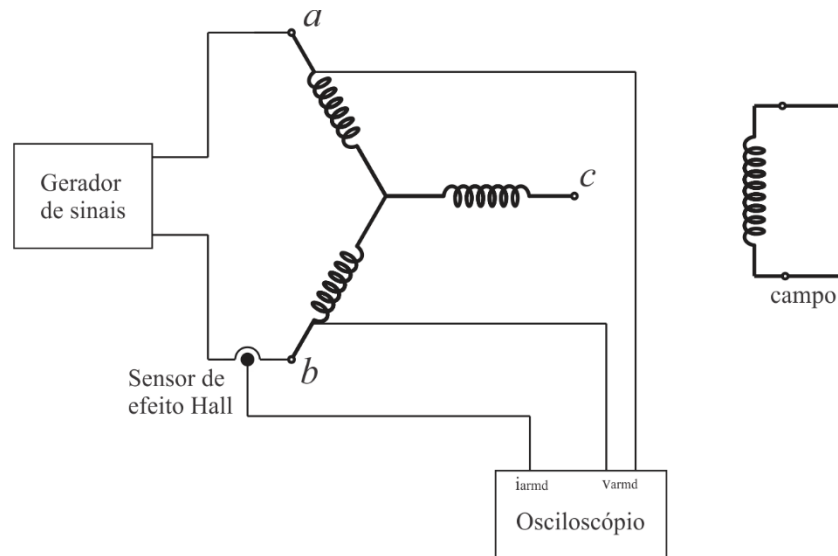 a
Gerador
de sinais
c
campo
b
Sensor de
efeito Hall
iarmd
varmd
Osciloscópio